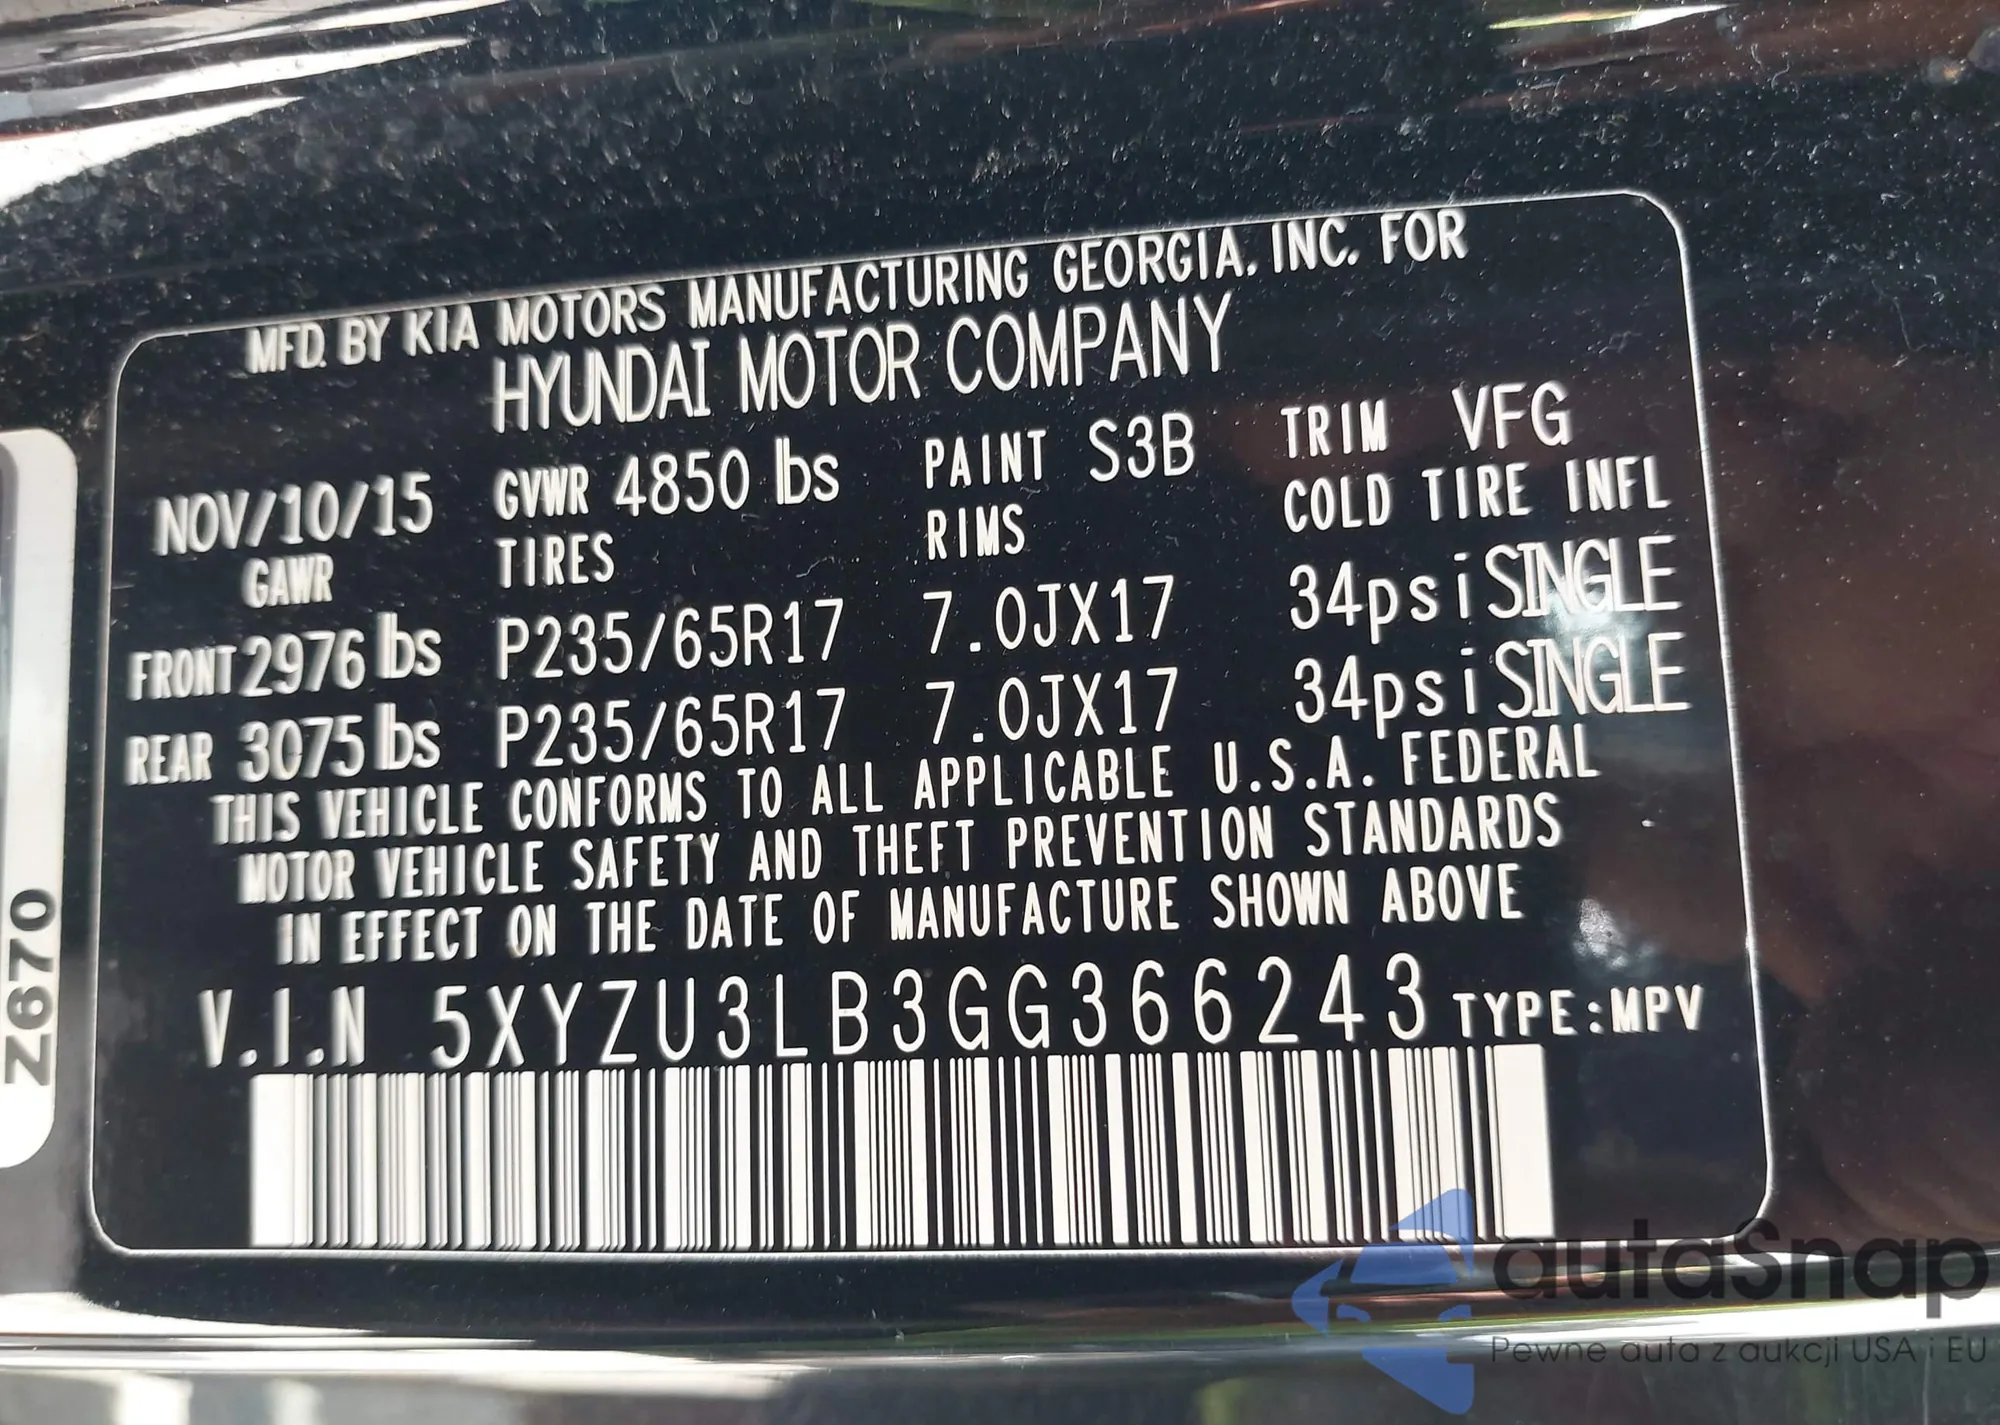 MFD. BY KIA MOTORS MANUFACTURING GEORGIA, INC. FOR
HYUNDAI MOTOR COMPANY
NOV/10/15 GVWR 4850 lbs PAINT S3B TRIM VFG
GAWR TIRES RIMS COLD TIRE INFL
FRONT 2976 lbs P235/65R17 7.0JX17 34psi SINGLE
REAR 3075 lbs P235/65R17 7.0JX17 34psi SINGLE
THIS VEHICLE CONFORMS TO ALL APPLICABLE U.S.A. FEDERAL
MOTOR VEHICLE SAFETY AND THEFT PREVENTION STANDARDS
IN EFFECT ON THE DATE OF MANUFACTURE SHOWN ABOVE
V.I.N 5XYZU3LB3GG366243 TYPE:MPV
Z670
autaSnap
Pewne auta z aukcji USA i EU